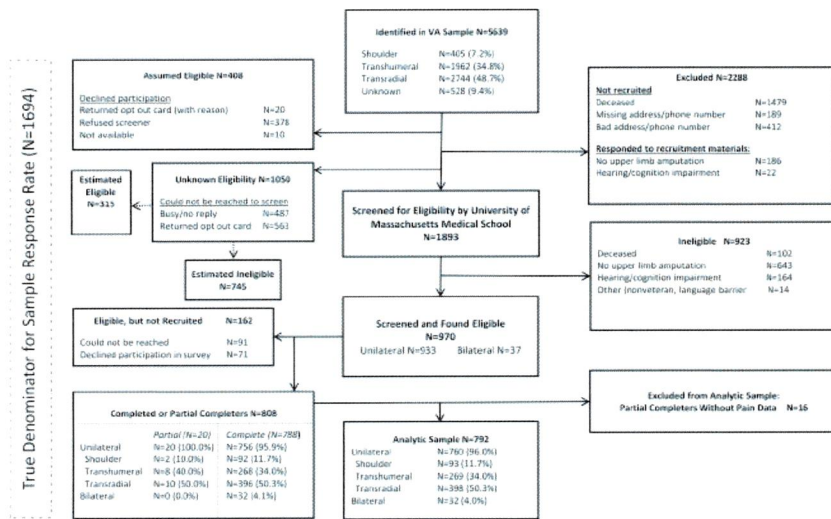 True Denominator for Sample Response Rate (N=1694)
Identified in VA Sample N=5639
Shoulder N=405 (7.2%)
Transhumeral N=1962 (34.8%)
Transradial N=2744 (48.7%)
Unknown N=528 (9.4%)
Assumed Eligible N=408
Declined participation
Returned opt out card (with reason) N=20
Refused screener N=378
Not available N=10
Excluded N=2288
Not recruited
Deceased N=1479
Missing address/phone number N=189
Bad address/phone number N=412
Responded to recruitment materials:
No upper limb amputation N=186
Hearing/cognition impairment N=22
Unknown Eligibility N=1050
Could not be reached to screen
Busy/no reply N=487
Returned opt out card N=563
Estimated Eligible
N=315
Estimated Ineligible
N=745
Screened for Eligibility by University of
Massachusetts Medical School
N=1893
Ineligible N=923
Deceased N=102
No upper limb amputation N=643
Hearing/cognition impairment N=164
Other (nonveteran, language barrier N=14
Eligible, but not Recruited N=162
Could not be reached N=91
Declined participation in survey N=71
Screened and Found Eligible
N=970
Unilateral N=933 Bilateral N=37
Completed or Partial Completers N=808
Partial (N=20) Complete (N=788)
Unilateral N=20 (100.0%) N=756 (95.9%)
Shoulder N=2 (10.0%) N=92 (11.7%)
Transhumeral N=8 (40.0%) N=268 (34.0%)
Transradial N=10 (50.0%) N=396 (50.3%)
Bilateral N=0 (0.0%) N=32 (4.1%)
Excluded from Analytic Sample:
Partial Completers Without Pain Data N=16
Analytic Sample N=792
Unilateral N=760 (96.0%)
Shoulder N=93 (11.7%)
Transhumeral N=269 (34.0%)
Transradial N=398 (50.3%)
Bilateral N=32 (4.0%)